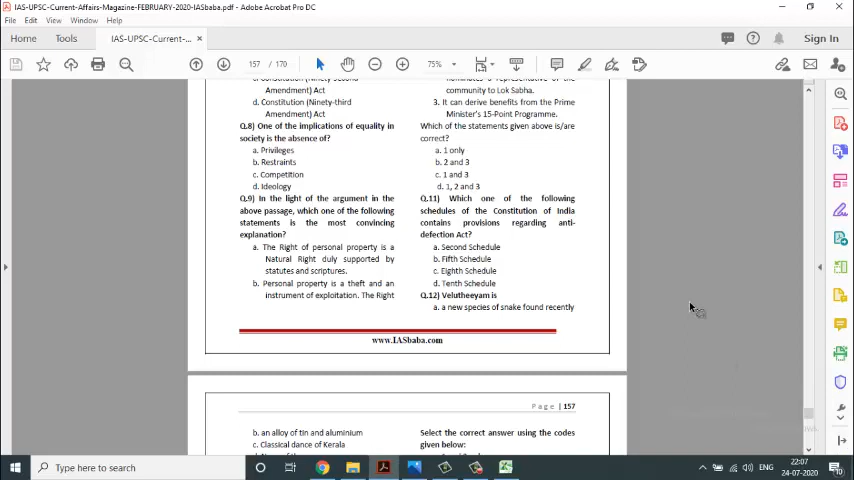 IAS-UPSC-Current-Affairs-Magazine-FEBRUARY-2020-IASbaba.pdf - Adobe Acrobat Pro DC
File Edit View Window Help
Home Tools IAS-UPSC-Current-... × Sign In
157 / 170 75%
c. Constitution (Ninety-second
Amendment) Act
d. Constitution (Ninety-third
Amendment) Act
Q.8) One of the implications of equality in
society is the absence of?
a. Privileges
b. Restraints
c. Competition
d. Ideology
Q.9) In the light of the argument in the
above passage, which one of the following
statements is the most convincing
explanation?
a. The Right of personal property is a
Natural Right duly supported by
statutes and scriptures.
b. Personal property is a theft and an
instrument of exploitation. The Right
nominates a representative of the
community to Lok Sabha.
3. It can derive benefits from the Prime
Minister's 15-Point Programme.
Which of the statements given above is/are
correct?
a. 1 only
b. 2 and 3
c. 1 and 3
d. 1, 2 and 3
Q.11) Which one of the following
schedules of the Constitution of India
contains provisions regarding anti-
defection Act?
a. Second Schedule
b. Fifth Schedule
c. Eighth Schedule
d. Tenth Schedule
Q.12) Velutheeyam is
a. a new species of snake found recently
www.IASbaba.com
Page | 157
b. an alloy of tin and aluminium
c. Classical dance of Kerala
Select the correct answer using the codes
given below:
Type here to search
ENG
22:07
24-07-2020